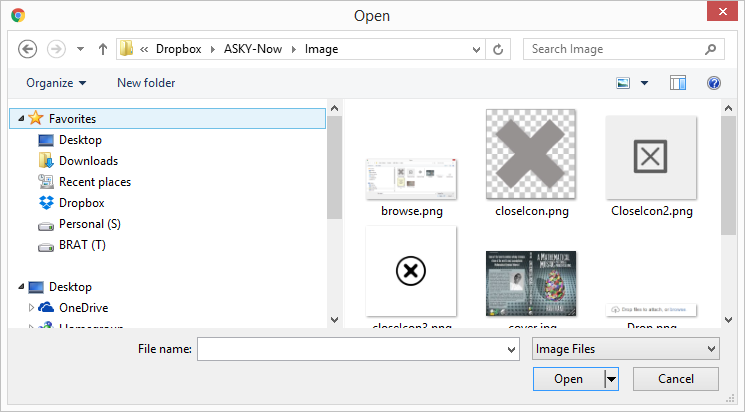 Open
« Dropbox ASKY-Now Image
Search Image
Organize New folder
Favorites
Desktop
Downloads
Recent places
Dropbox
Personal (S)
BRAT (T)
Desktop
OneDrive
Homegroup
browse.png
closeIcon.png
CloseIcon2.png
closeIcon3.png
A MATHEMATICAL
MOSAIC
cover.jpg
Drop files to attach, or browse.
Drop.png
File name:
Image Files
Open
Cancel